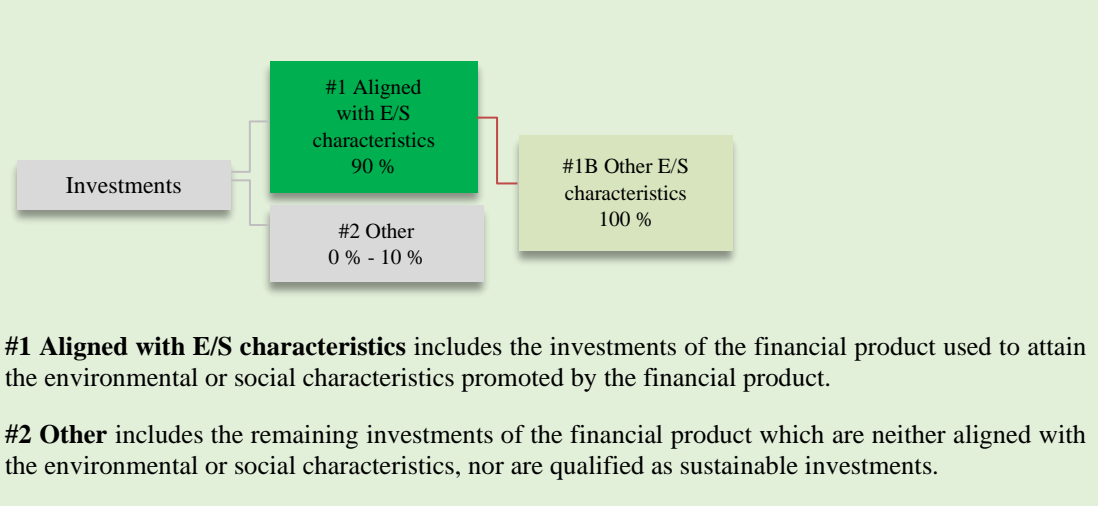 #1 Aligned
with E/S
characteristics
90 %
Investments
#1B Other E/S
characteristics
100 %
#2 Other
0 % - 10 %
#1 Aligned with E/S characteristics includes the investments of the financial product used to attain
the environmental or social characteristics promoted by the financial product.
#2 Other includes the remaining investments of the financial product which are neither aligned with
the environmental or social characteristics, nor are qualified as sustainable investments.